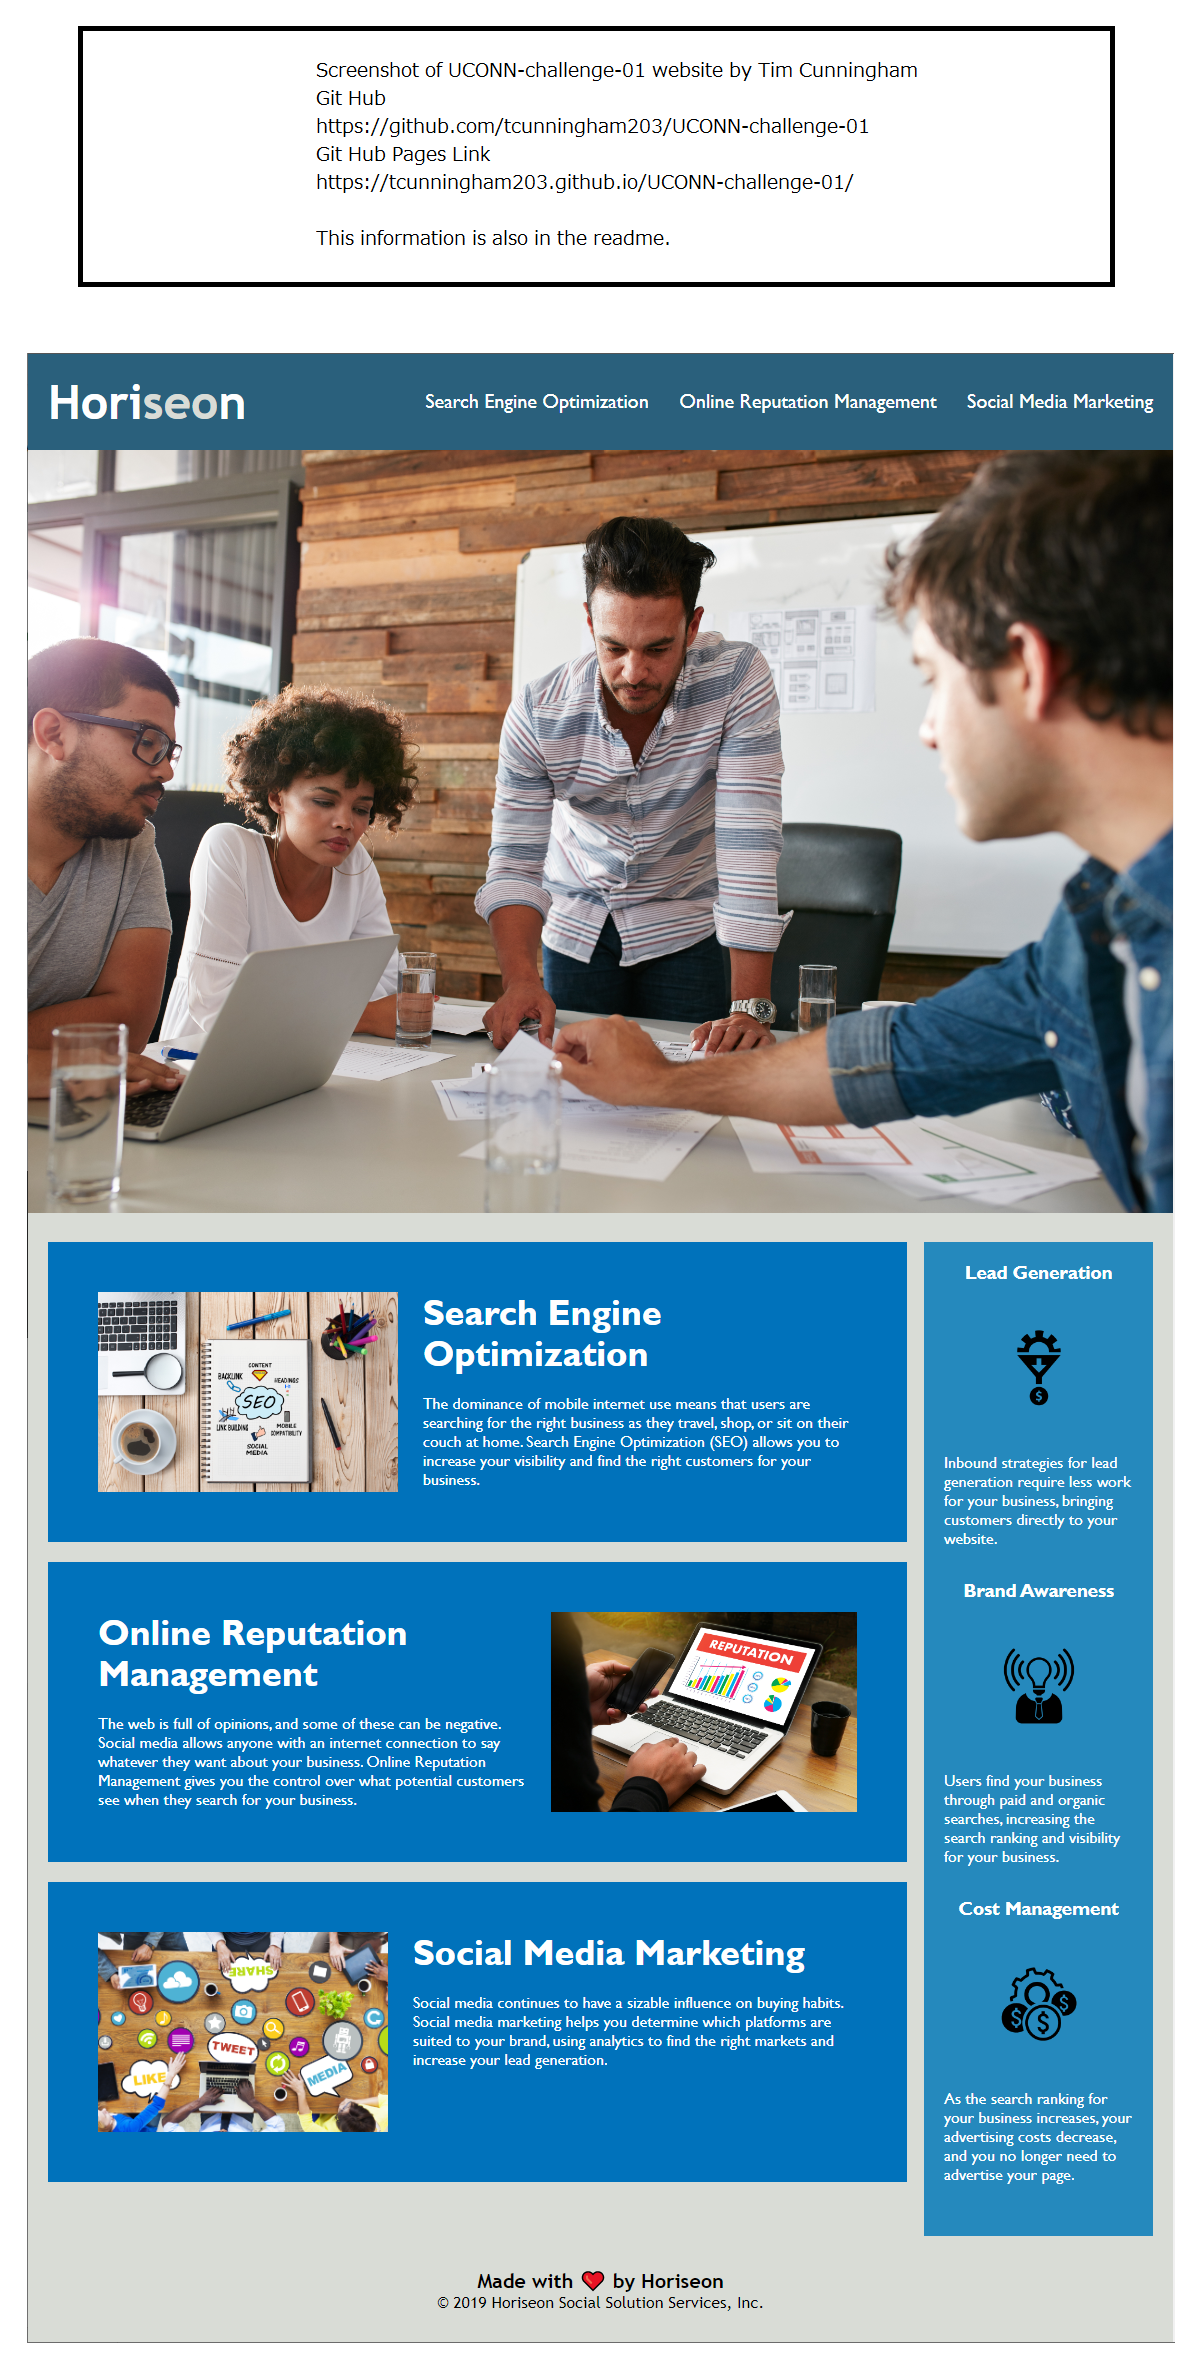 Screenshot of UCONN-challenge-01 website by Tim Cunningham
Git Hub
https://github.com/tcunningham203/UCONN-challenge-01
Git Hub Pages Link
https://tcunningham203.github.io/UCONN-challenge-01/
This information is also in the readme.
Horiseon
Search Engine Optimization
Online Reputation Management
Social Media Marketing
CONTENT
BACKLINK
HEADINGS
SEO
LINK BUILDING
MOBILE
COMPATIBILITY
SOCIAL
MEDIA
Search Engine
Optimization
The dominance of mobile internet use means that users are
searching for the right business as they travel, shop, or sit on their
couch at home. Search Engine Optimization (SEO) allows you to
increase your visibility and find the right customers for your
business.
Online Reputation
Management
The web is full of opinions, and some of these can be negative.
Social media allows anyone with an internet connection to say
whatever they want about your business. Online Reputation
Management gives you the control over what potential customers
see when they search for your business.
REPUTATION
SHARE
TWEET
LIKE
MEDIA
Social Media Marketing
Social media continues to have a sizable influence on buying habits.
Social media marketing helps you determine which platforms are
suited to your brand, using analytics to find the right markets and
increase your lead generation.
Lead Generation
$
Inbound strategies for lead
generation require less work
for your business, bringing
customers directly to your
website.
Brand Awareness
Users find your business
through paid and organic
searches, increasing the
search ranking and visibility
for your business.
Cost Management
$ $ $
As the search ranking for
your business increases, your
advertising costs decrease,
and you no longer need to
advertise your page.
Made with ❤ by Horiseon
© 2019 Horiseon Social Solution Services, Inc.